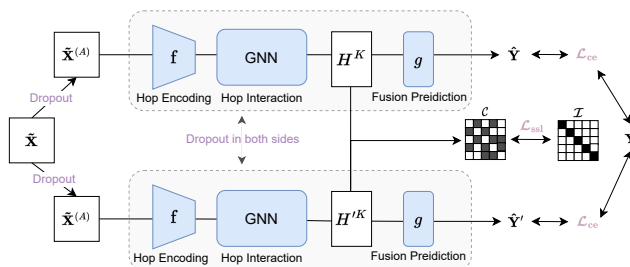 X̃^(A)
f
GNN
H^K
g
Ŷ
ℒ_ce
Dropout
Hop Encoding
Hop Interaction
Fusion Preidiction
X̃
Dropout in both sides
𝒞
ℒ_ssl
ℐ
Y
Dropout
X̃^(A)
f
GNN
H'^K
g
Ŷ'
ℒ_ce
Hop Encoding
Hop Interaction
Fusion Preidiction